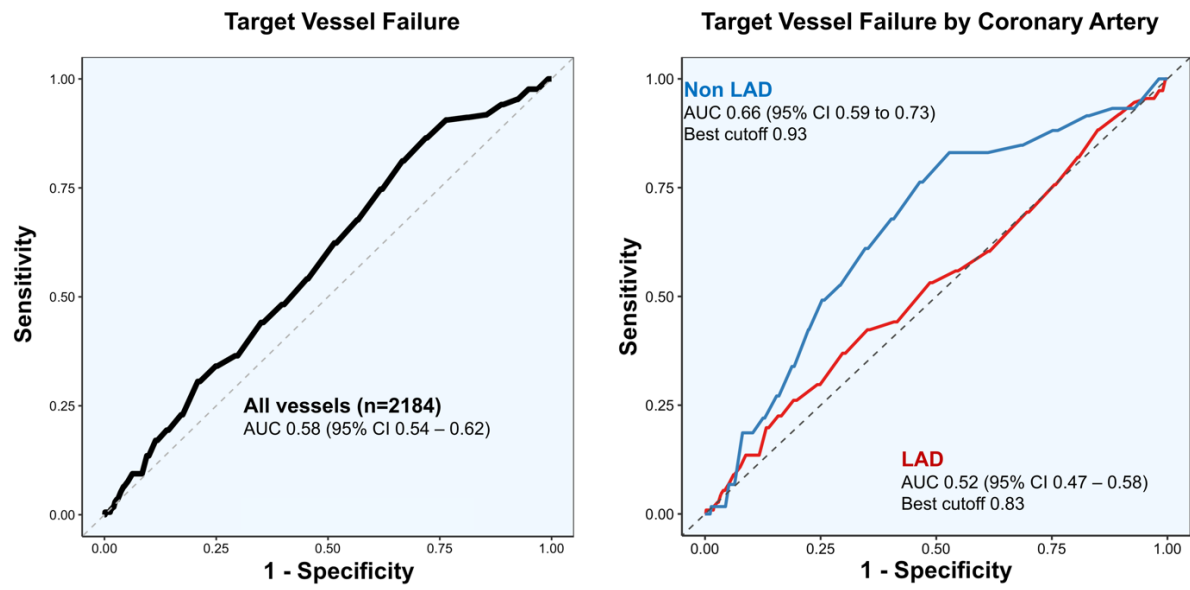 Target Vessel Failure
Sensitivity
1.00
0.75
0.50
0.25
0.00
All vessels (n=2184)
AUC 0.58 (95% CI 0.54 – 0.62)
0.00 0.25 0.50 0.75 1.00
1 - Specificity
Target Vessel Failure by Coronary Artery
Sensitivity
1.00
0.75
0.50
0.25
0.00
Non LAD
AUC 0.66 (95% CI 0.59 to 0.73)
Best cutoff 0.93
LAD
AUC 0.52 (95% CI 0.47 – 0.58)
Best cutoff 0.83
0.00 0.25 0.50 0.75 1.00
1 - Specificity